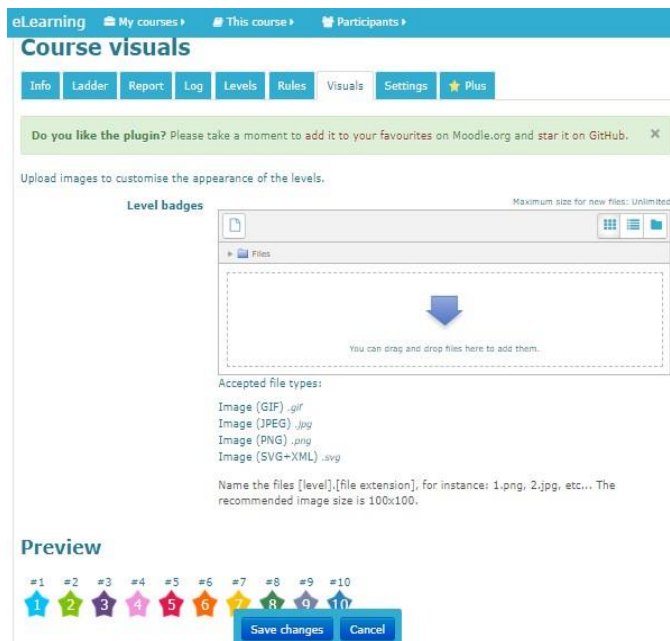 eLearning My courses This course Participants
Course visuals
Info Ladder Report Log Levels Rules Visuals Settings Plus
Do you like the plugin? Please take a moment to add it to your favourites on Moodle.org and star it on GitHub. ×
Upload images to customise the appearance of the levels.
Level badges
Maximum size for new files: Unlimited
Files
You can drag and drop files here to add them.
Accepted file types:
Image (GIF) .gif
Image (JPEG) .jpg
Image (PNG) .png
Image (SVG+XML) .svg
Name the files [level].[file extension], for instance: 1.png, 2.jpg, etc... The
recommended image size is 100x100.
Preview
#1 #2 #3 #4 #5 #6 #7 #8 #9 #10
1 2 3 4 5 6 7 8 9 10
Save changes Cancel